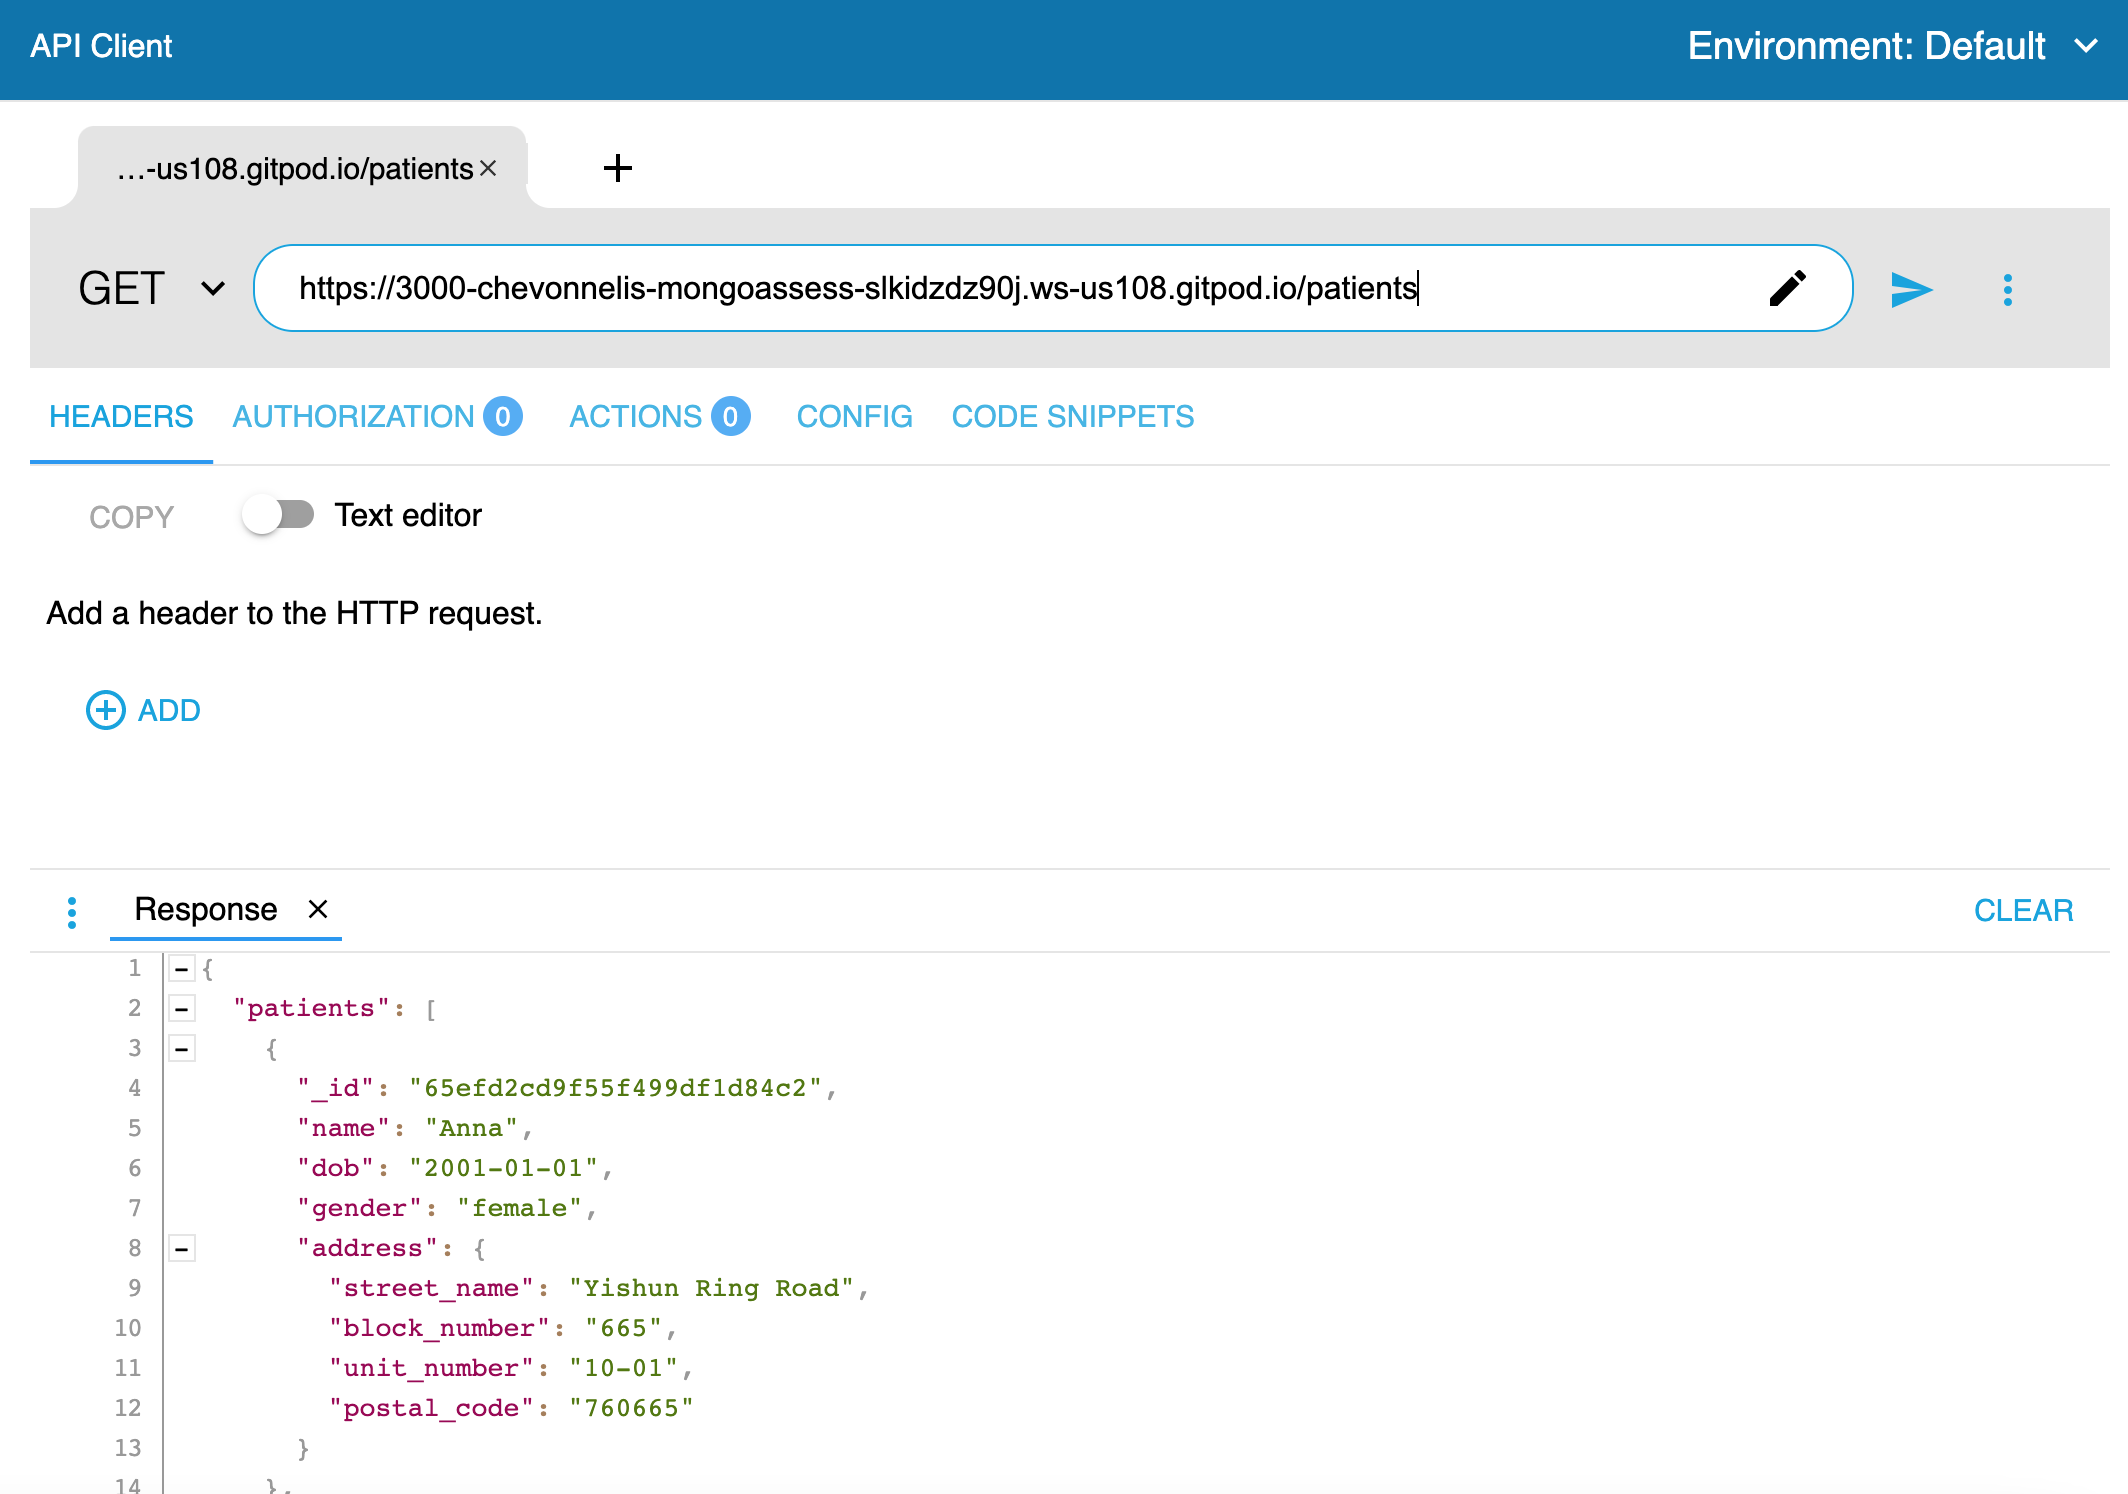 API Client
Environment: Default
...-us108.gitpod.io/patients
GET
https://3000-chevonnelis-mongoassess-slkidzdz90j.ws-us108.gitpod.io/patients
HEADERS AUTHORIZATION 0 ACTIONS 0 CONFIG CODE SNIPPETS
COPY Text editor
Add a header to the HTTP request.
ADD
Response CLEAR
1 {
2 "patients": [
3 {
4 "_id": "65efd2cd9f55f499df1d84c2",
5 "name": "Anna",
6 "dob": "2001-01-01",
7 "gender": "female",
8 "address": {
9 "street_name": "Yishun Ring Road",
10 "block_number": "665",
11 "unit_number": "10-01",
12 "postal_code": "760665"
13 }
14 },